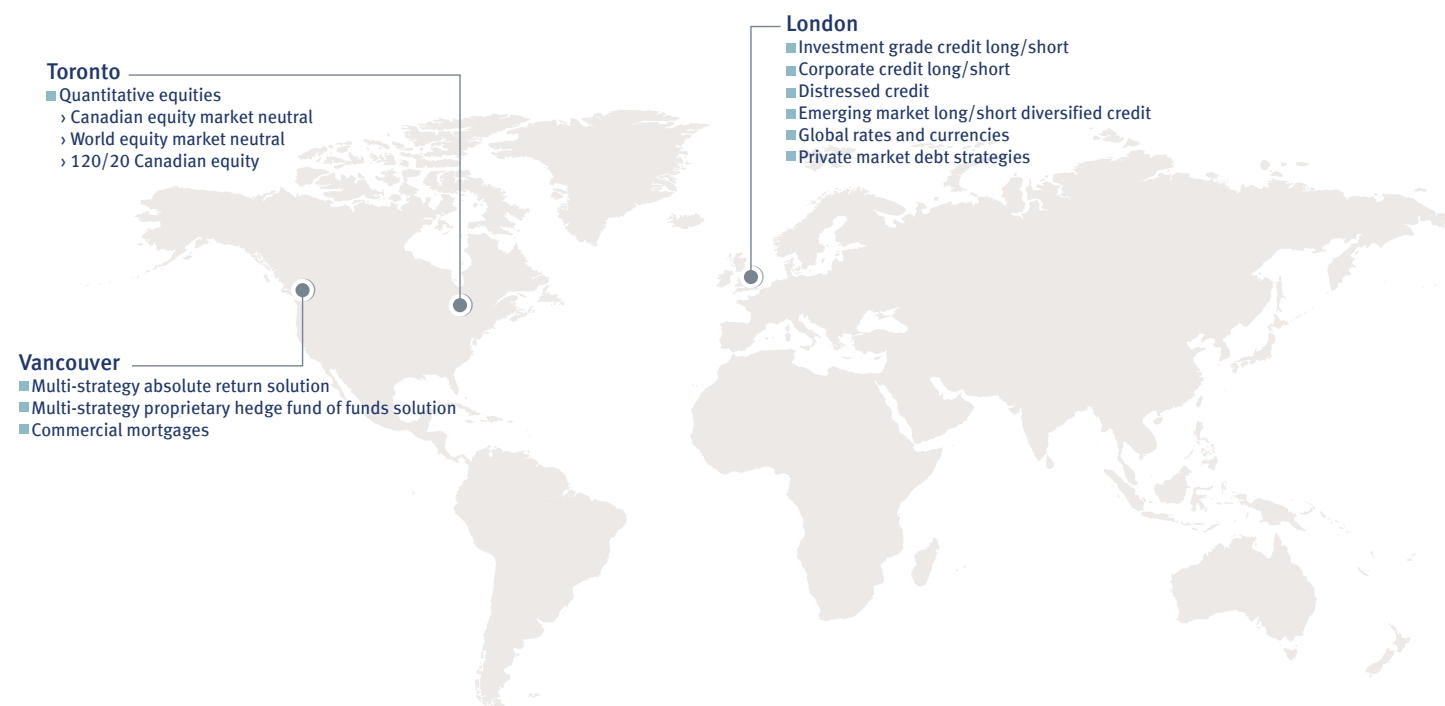 Toronto
Quantitative equities
› Canadian equity market neutral
› World equity market neutral
› 120/20 Canadian equity
London
Investment grade credit long/short
Corporate credit long/short
Distressed credit
Emerging market long/short diversified credit
Global rates and currencies
Private market debt strategies
Vancouver
Multi-strategy absolute return solution
Multi-strategy proprietary hedge fund of funds solution
Commercial mortgages